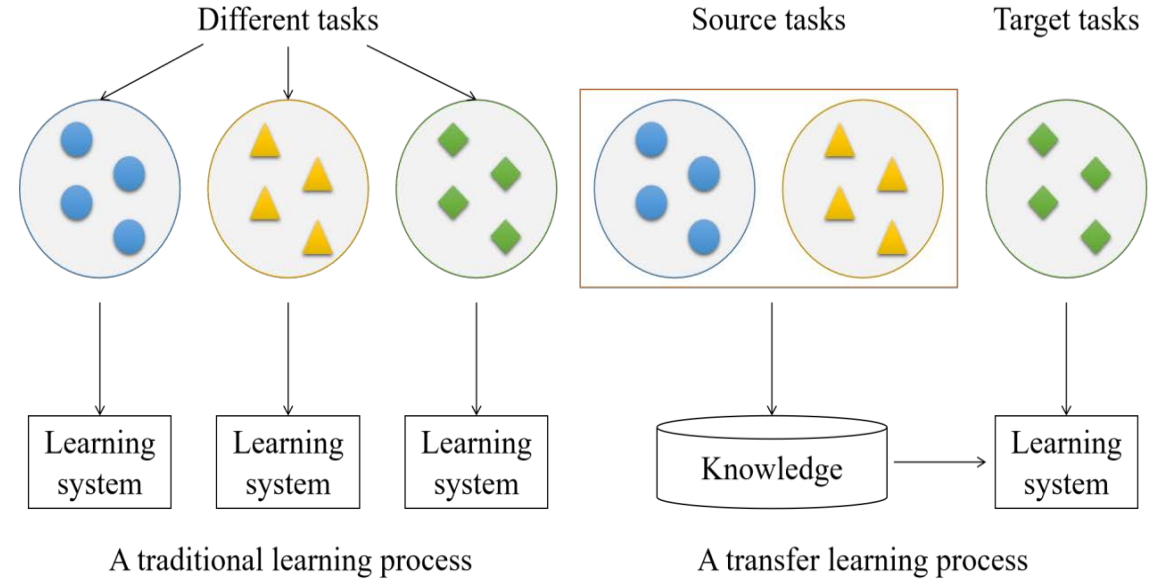 Different tasks
Source tasks
Target tasks
Learning
system
Learning
system
Learning
system
Knowledge
Learning
system
A traditional learning process
A transfer learning process